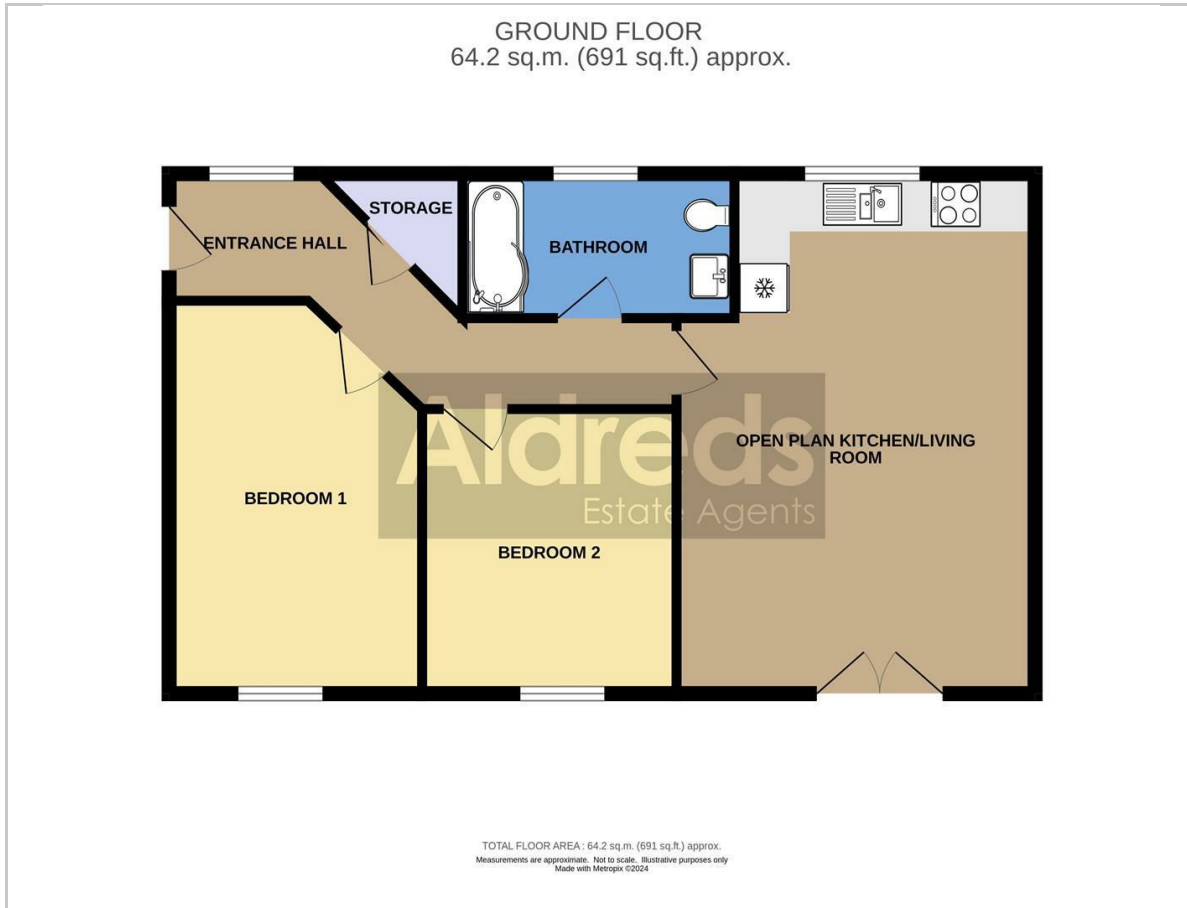 GROUND FLOOR
64.2 sq.m. (691 sq.ft.) approx.
STORAGE
ENTRANCE HALL
BATHROOM
Aldreds
Estate Agents
OPEN PLAN KITCHEN/LIVING
ROOM
BEDROOM 1
BEDROOM 2
TOTAL FLOOR AREA : 64.2 sq.m. (691 sq.ft.) approx.
Measurements are approximate. Not to scale. Illustrative purposes only
Made with Metropix ©2024